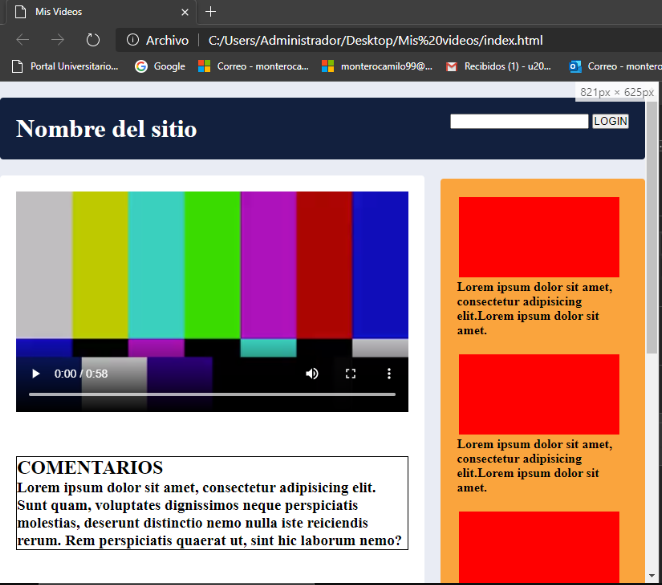 Mis Videos
Archivo | C:/Users/Administrador/Desktop/Mis%20videos/index.html
Portal Universitario... Google Correo - monteroca... monterocamilo99@... Recibidos (1) - u20... Correo - montero
821px × 625px
Nombre del sitio
LOGIN
0:00 / 0:58
Lorem ipsum dolor sit amet,
consectetur adipisicing
elit.Lorem ipsum dolor sit
amet.
Lorem ipsum dolor sit amet,
consectetur adipisicing
elit.Lorem ipsum dolor sit
amet.
COMENTARIOS
Lorem ipsum dolor sit amet, consectetur adipisicing elit.
Sunt quam, voluptates dignissimos neque perspiciatis
molestias, deserunt distinctio nemo nulla iste reiciendis
rerum. Rem perspiciatis quaerat ut, sint hic laborum nemo?